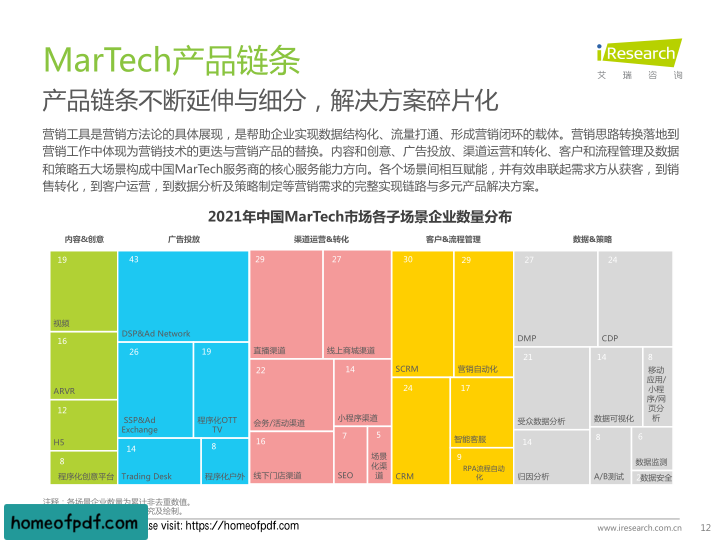 MarTech产品链条
iResearch
艾 瑞 咨 询
产品链条不断延伸与细分，解决方案碎片化
营销工具是营销方法论的具体展现，是帮助企业实现数据结构化、流量打通、形成营销闭环的载体。营销思路转换落地到
营销工作中体现为营销技术的更迭与营销产品的替换。内容和创意、广告投放、渠道运营和转化、客户和流程管理及数据
和策略五大场景构成中国MarTech服务商的核心服务能力方向。各个场景间相互赋能，并有效串联起需求方从获客，到销
售转化，到客户运营，到数据分析及策略制定等营销需求的完整实现链路与多元产品解决方案。
2021年中国MarTech市场各子场景企业数量分布
内容&创意
广告投放
渠道运营&转化
客户&流程管理
数据&策略
19
视频
16
ARVR
12
H5
8
程序化创意平台
43
DSP&Ad Network
26
SSP&Ad
Exchange
19
程序化OTT
TV
14
Trading Desk
8
程序化户外
29
直播渠道
27
线上商城渠道
22
会务/活动渠道
14
小程序渠道
16
线下门店渠道
7
SEO
5
场景
化渠
道
30
SCRM
29
营销自动化
24
CRM
17
智能客服
9
RPA流程自动
化
27
DMP
24
CDP
21
受众数据分析
14
数据可视化
8
移动
应用/
小程
序/网
页分
析
14
归因分析
8
A/B测试
6
数据监测
数据安全
注释：各场景企业数量为累计非去重数值。
究及绘制。
homeofpdf.com
se visit: https://homeofpdf.com
www.iresearch.com.cn
12